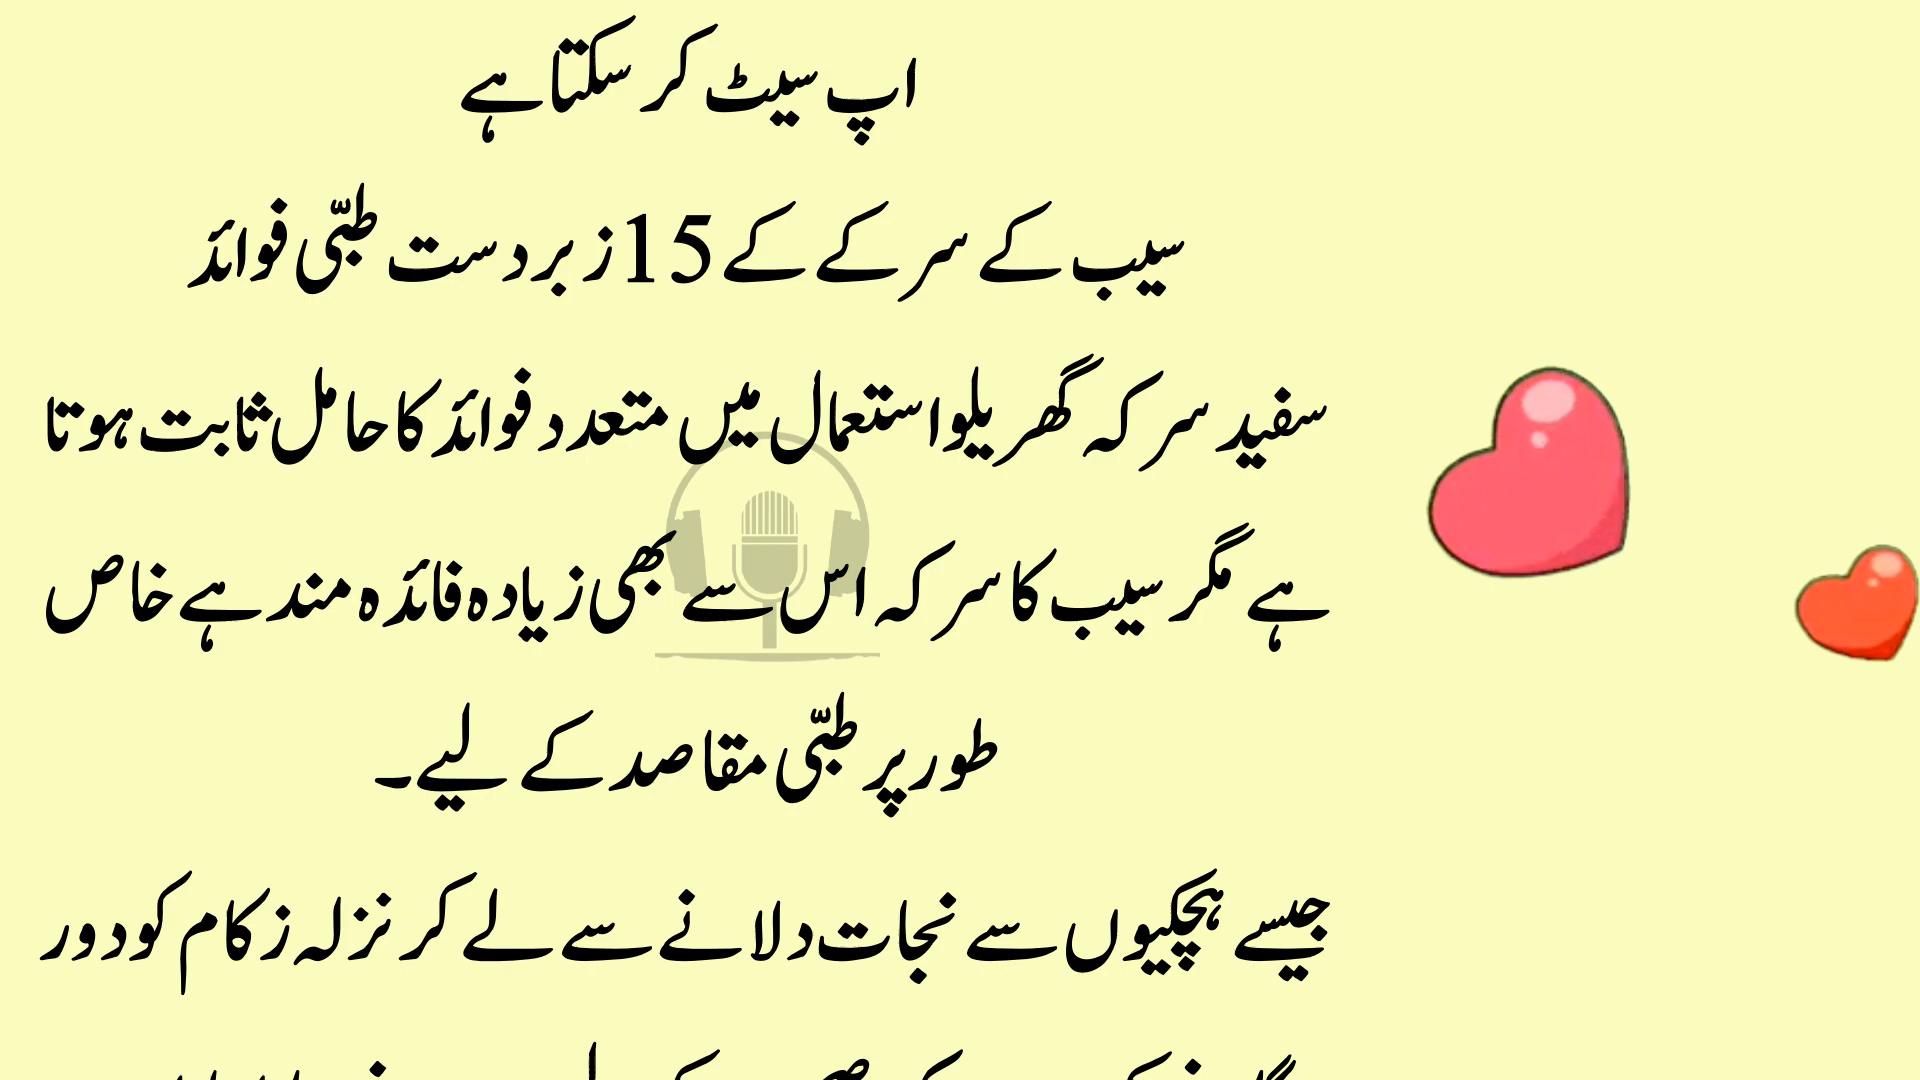 اپ سیٹ کر سکتا ہے
سیب کے سرکے کے 15 زبردست طبّی فوائد
سفید سرکہ گھریلو استعمال میں متعدد فوائد کا حامل ثابت ہوتا
ہے مگر سیب کا سرکہ اس سے بھی زیادہ فائدہ مند ہے خاص
طور پر طبّی مقاصد کے لیے۔
جیسے ہچکیوں سے نجات دلانے سے لے کر نزلہ زکام کو دور